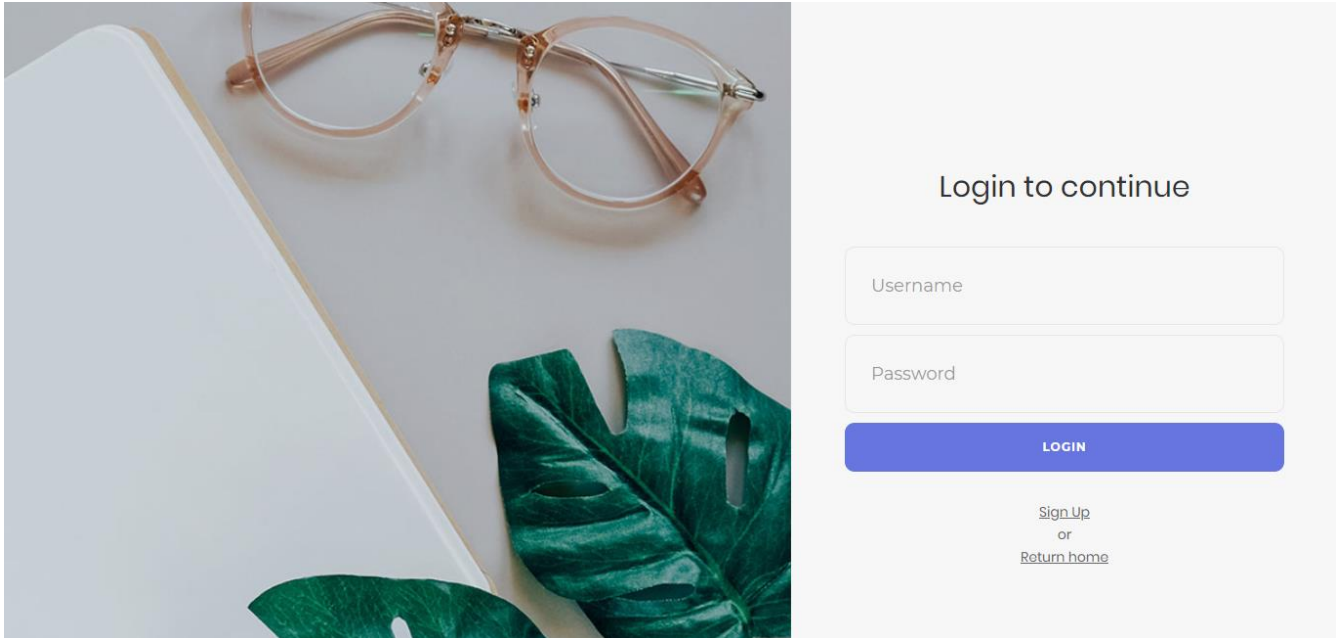 Login to continue
Username
Password
LOGIN
Sign Up
or
Return home